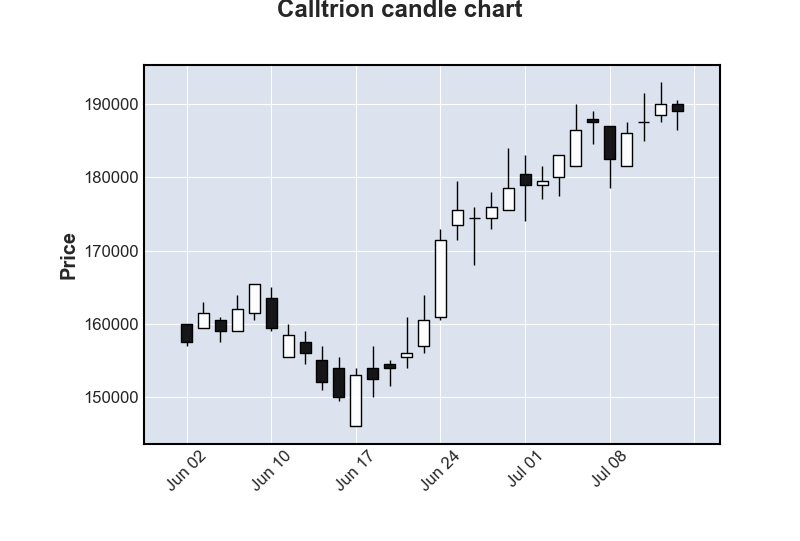 Calltrion candle chart
Price
190000
180000
170000
160000
150000
Jun 02
Jun 10
Jun 17
Jun 24
Jul 01
Jul 08